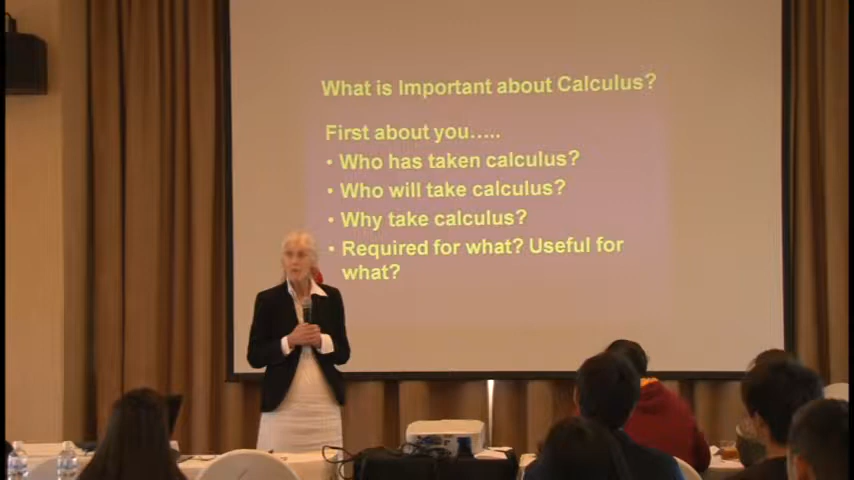 What is Important about Calculus?
First about you.....
• Who has taken calculus?
• Who will take calculus?
• Why take calculus?
• Required for what? Useful for
what?